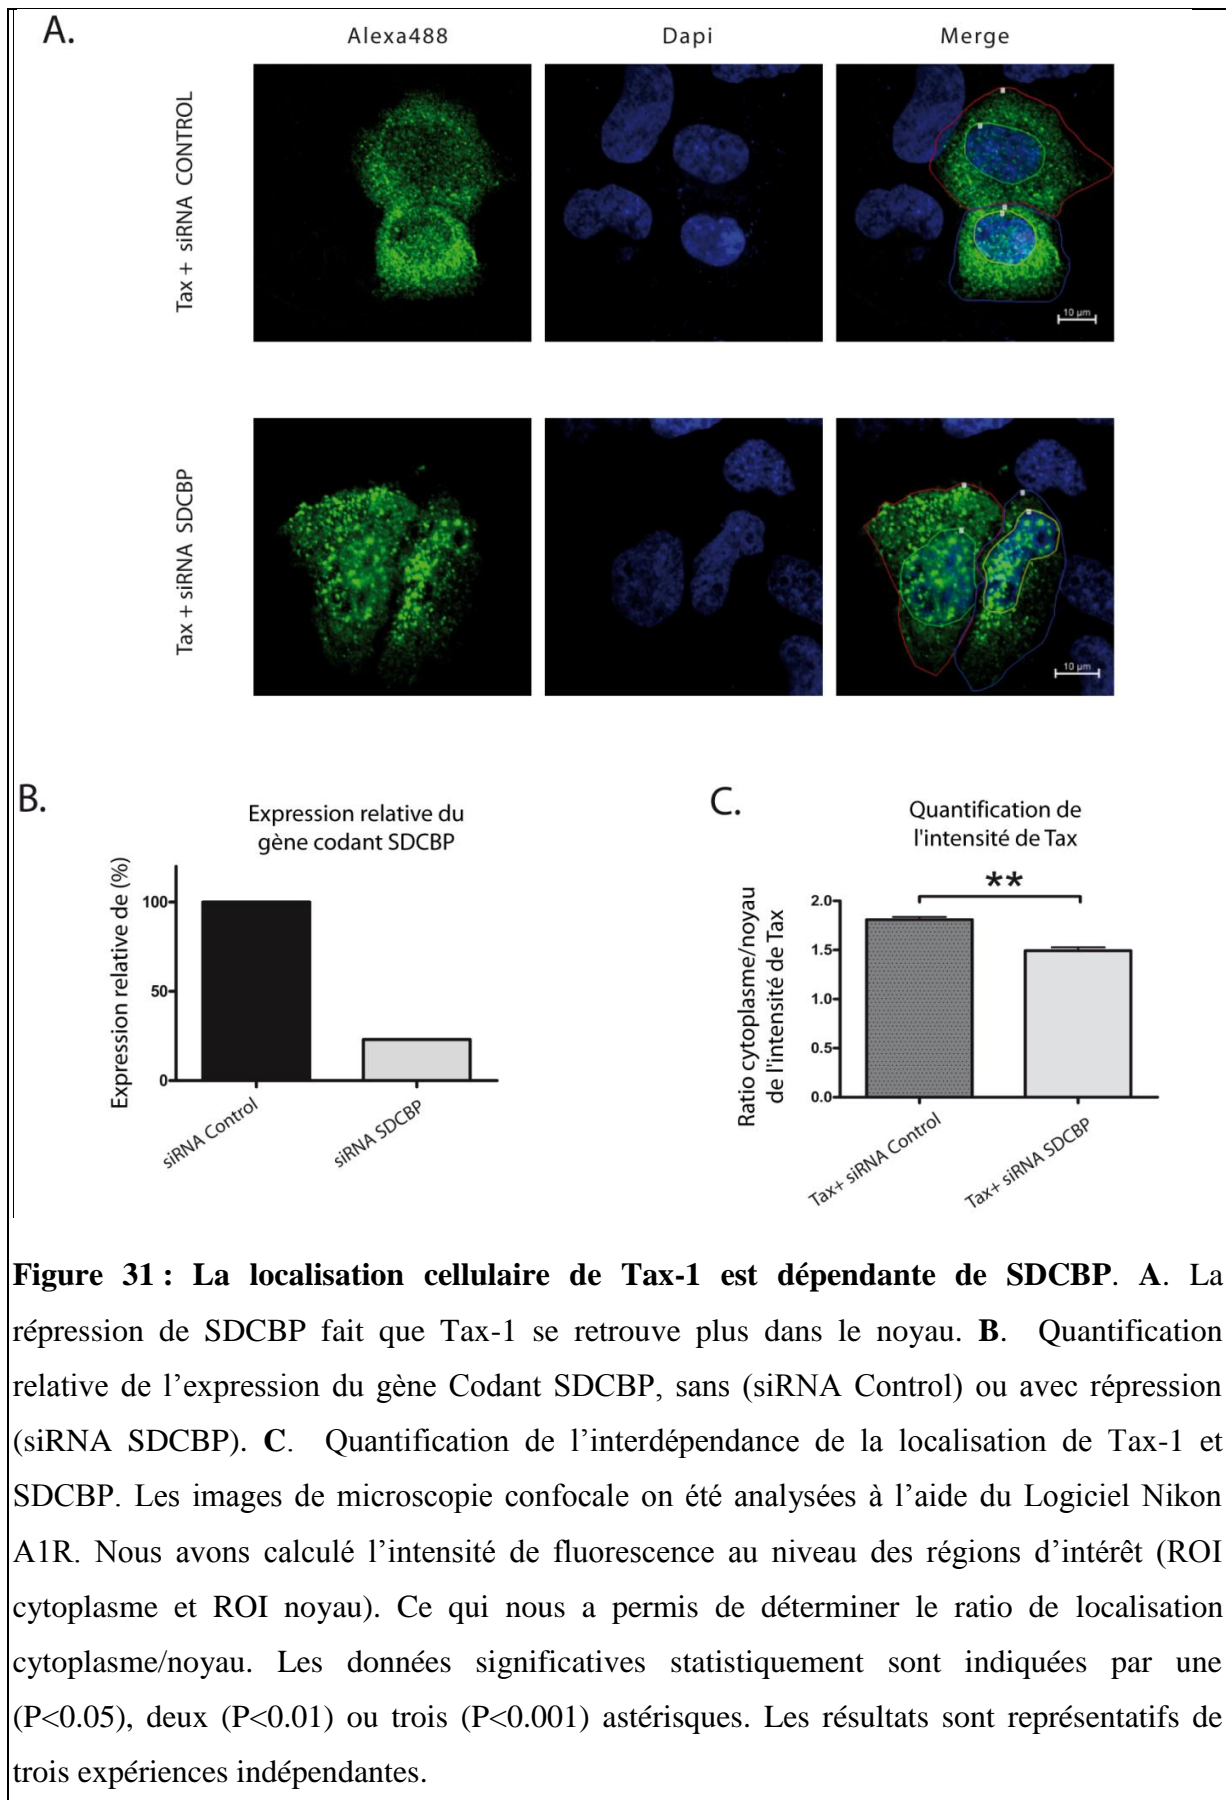 A.
Alexa488 Dapi Merge
Tax + siRNA CONTROL
10 µm
Tax + siRNA SDCBP
10 µm
B.
Expression relative du
gène codant SDCBP
Expression relative de (%)
100
50
0
siRNA Control
siRNA SDCBP
C.
Quantification de
l'intensité de Tax
**
Ratio cytoplasme/noyau
de l'intensité de Tax
2.0
1.5
1.0
0.5
0.0
Tax+ siRNA Control
Tax+ siRNA SDCBP
Figure 31 : La localisation cellulaire de Tax-1 est dépendante de SDCBP. A. La
répression de SDCBP fait que Tax-1 se retrouve plus dans le noyau. B. Quantification
relative de l’expression du gène Codant SDCBP, sans (siRNA Control) ou avec répression
(siRNA SDCBP). C. Quantification de l’interdépendance de la localisation de Tax-1 et
SDCBP. Les images de microscopie confocale on été analysées à l’aide du Logiciel Nikon
A1R. Nous avons calculé l’intensité de fluorescence au niveau des régions d’intérêt (ROI
cytoplasme et ROI noyau). Ce qui nous a permis de déterminer le ratio de localisation
cytoplasme/noyau. Les données significatives statistiquement sont indiquées par une
(P<0.05), deux (P<0.01) ou trois (P<0.001) astérisques. Les résultats sont représentatifs de
trois expériences indépendantes.